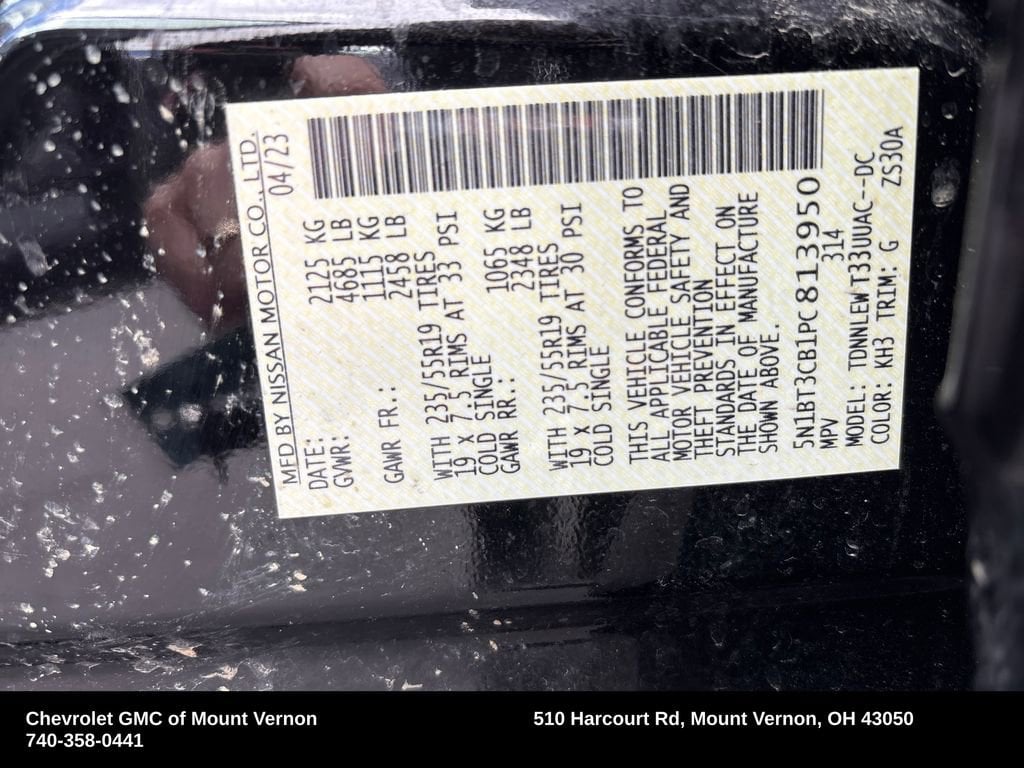 MFD BY NISSAN MOTOR CO., LTD.
DATE: 04/23
GVWR: 2125 KG
4685 LB
1115 KG
GAWR FR.: 2458 LB
WITH 235/55R19 TIRES
19 x 7.5 RIMS AT 33 PSI
COLD SINGLE
GAWR RR.: 1065 KG
2348 LB
WITH 235/55R19 TIRES
19 x 7.5 RIMS AT 30 PSI
COLD SINGLE
THIS VEHICLE CONFORMS TO
ALL APPLICABLE FEDERAL
MOTOR VEHICLE SAFETY AND
THEFT PREVENTION
STANDARDS IN EFFECT ON
THE DATE OF MANUFACTURE
SHOWN ABOVE.
5N1BT3CB1PC813950
MPV 314
MODEL: TDNNLEWT33UUAC--DC
COLOR: KH3 TRIM: G ZS30A
Chevrolet GMC of Mount Vernon
740-358-0441
510 Harcourt Rd, Mount Vernon, OH 43050